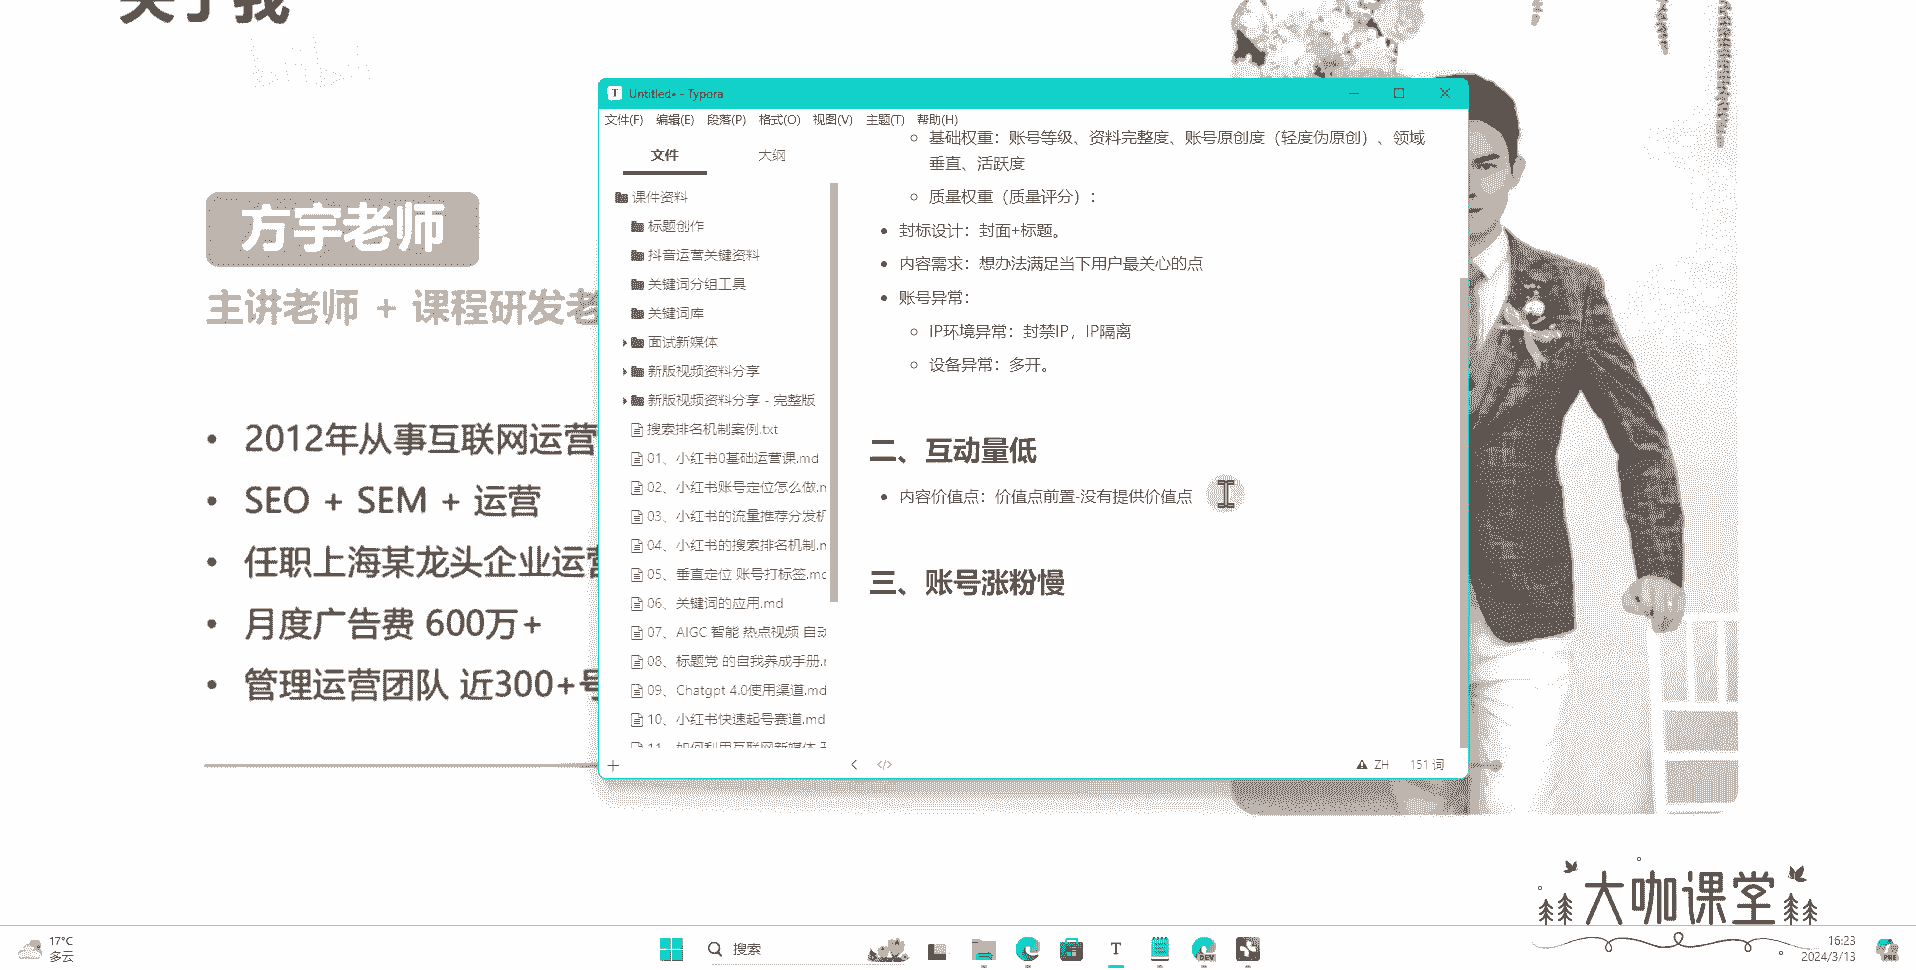 关于我
方宇老师
主讲老师 + 课程研发老
• 2012年从事互联网运营
• SEO + SEM + 运营
• 任职上海某龙头企业运营
• 月度广告费 600万+
• 管理运营团队 近300+号
Untitled• - Typora
文件(F) 编辑(E) 段落(P) 格式(O) 视图(V) 主题(T) 帮助(H)
文件 大纲
课件资料
标题创作
抖音运营关键资料
关键词分组工具
关键词库
面试新媒体
新版视频资料分享
新版视频资料分享 - 完整版
搜索排名机制案例.txt
01、小红书0基础运营课.md
02、小红书账号定位怎么做.m
03、小红书的流量推荐分发机
04、小红书的搜索排名机制.m
05、垂直定位 账号打标签.md
06、关键词的应用.md
07、AIGC 智能 热点视频 自动
08、标题党 的自我养成手册.m
09、Chatgpt 4.0使用渠道.md
10、小红书快速起号赛道.md
11、如何利用互联网新媒体
基础权重：账号等级、资料完整度、账号原创度（轻度伪原创）、领域
垂直、活跃度
质量权重（质量评分）：
封标设计：封面+标题。
内容需求：想办法满足当下用户最关心的点
账号异常：
IP环境异常：封禁IP，IP隔离
设备异常：多开。
二、互动量低
内容价值点：价值点前置-没有提供价值点
三、账号涨粉慢
ZH 151 词
大咖课堂
17°C
多云
搜索
T
DEV
16:23
2024/3/13
PRE